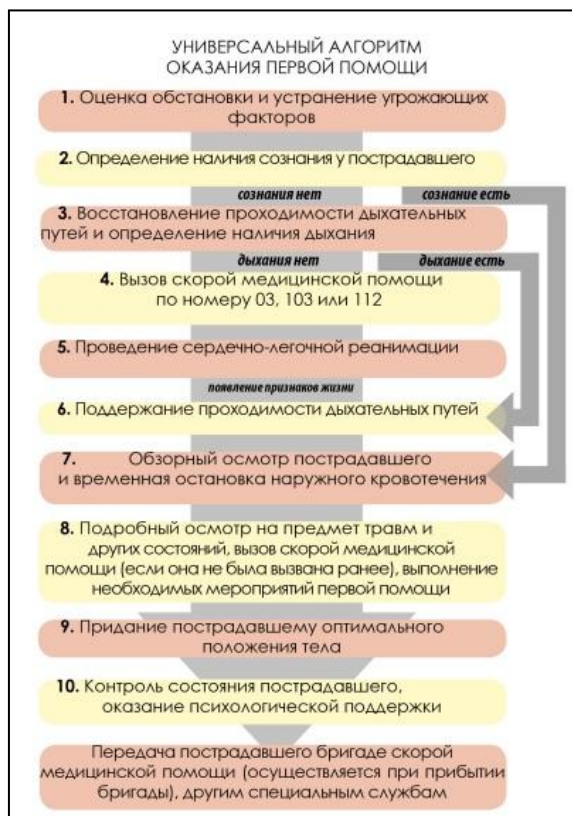 УНИВЕРСАЛЬНЫЙ АЛГОРИТМ
ОКАЗАНИЯ ПЕРВОЙ ПОМОЩИ
1. Оценка обстановки и устранение угрожающих
факторов
2. Определение наличия сознания у пострадавшего
сознания нет
сознание есть
3. Восстановление проходимости дыхательных
путей и определение наличия дыхания
дыхания нет
дыхание есть
4. Вызов скорой медицинской помощи
по номеру 03, 103 или 112
5. Проведение сердечно-легочной реанимации
появление признаков жизни
6. Поддержание проходимости дыхательных путей
7. Обзорный осмотр пострадавшего
и временная остановка наружного кровотечения
8. Подробный осмотр на предмет травм и
других состояний, вызов скорой медицинской
помощи (если она не была вызвана ранее), выполнение
необходимых мероприятий первой помощи
9. Придание пострадавшему оптимального
положения тела
10. Контроль состояния пострадавшего,
оказание психологической поддержки
Передача пострадавшего бригаде скорой
медицинской помощи (осуществляется при прибытии
бригады), другим специальным службам